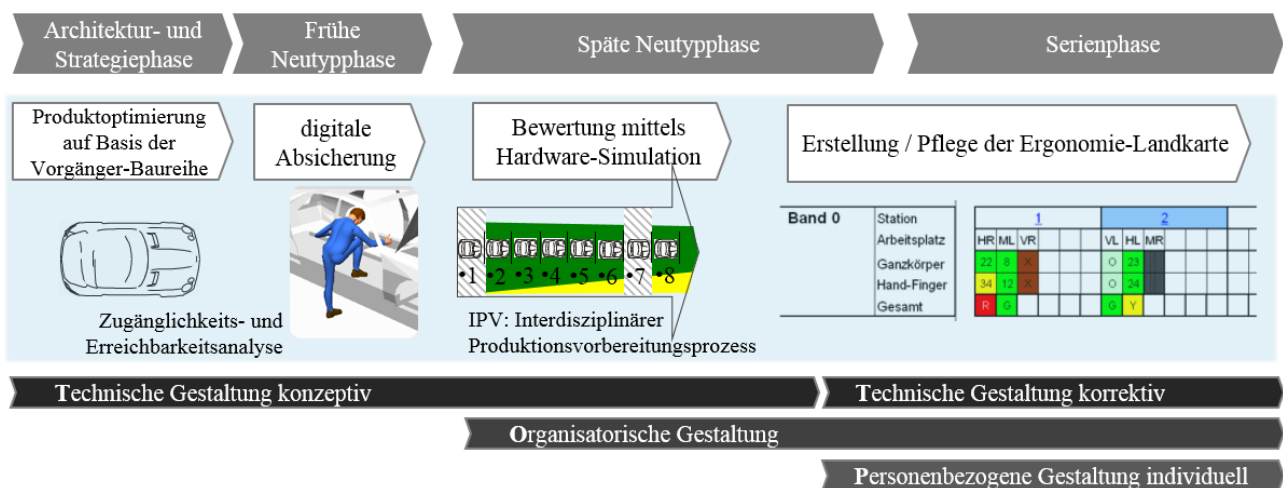 Architektur- und
Strategiephase
Frühe
Neutypphase
Späte Neutypphase
Serienphase
Produktoptimierung
auf Basis der
Vorgänger-Baureihe
digitale
Absicherung
Bewertung mittels
Hardware-Simulation
Erstellung / Pflege der Ergonomie-Landkarte
Zugänglichkeits- und
Erreichbarkeitsanalyse
•1 •2 •3 •4 •5 •6 •7 •8
IPV: Interdisziplinärer
Produktionsvorbereitungsprozess
Band 0 Station 1 2
Arbeitsplatz HR ML VR VL HL MR
Ganzkörper 22 8 X O 23
Hand-Finger 34 12 X O 24
Gesamt R G G Y
Technische Gestaltung konzeptiv
Technische Gestaltung korrektiv
Organisatorische Gestaltung
Personenbezogene Gestaltung individuell